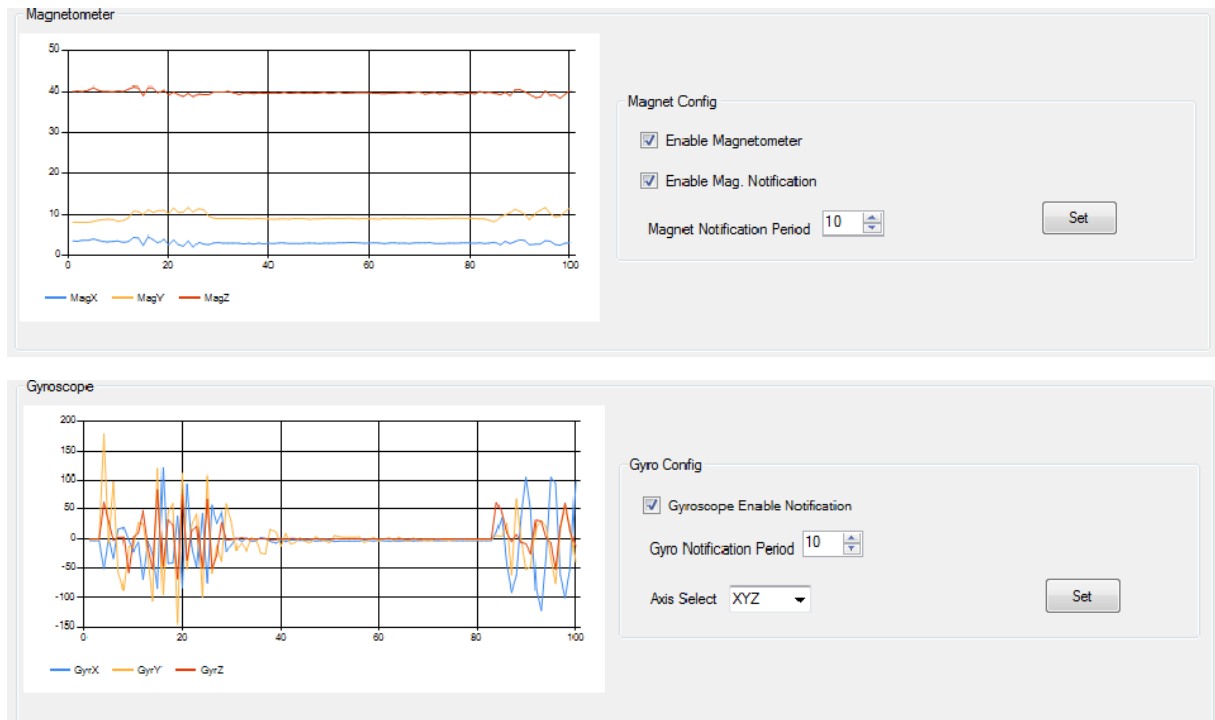 Magnetometer
50
40
30
20
10
0
0 20 40 60 80 100
MagX MagY MagZ
Magnet Config
Enable Magnetometer
Enable Mag. Notification
Magnet Notification Period 10
Set
Gyroscope
200
150
100
50
0
-50
-100
-150
0 20 40 60 80 100
GyrX GyrY GyrZ
Gyro Config
Gyroscope Enable Notification
Gyro Notification Period 10
Axis Select XYZ
Set